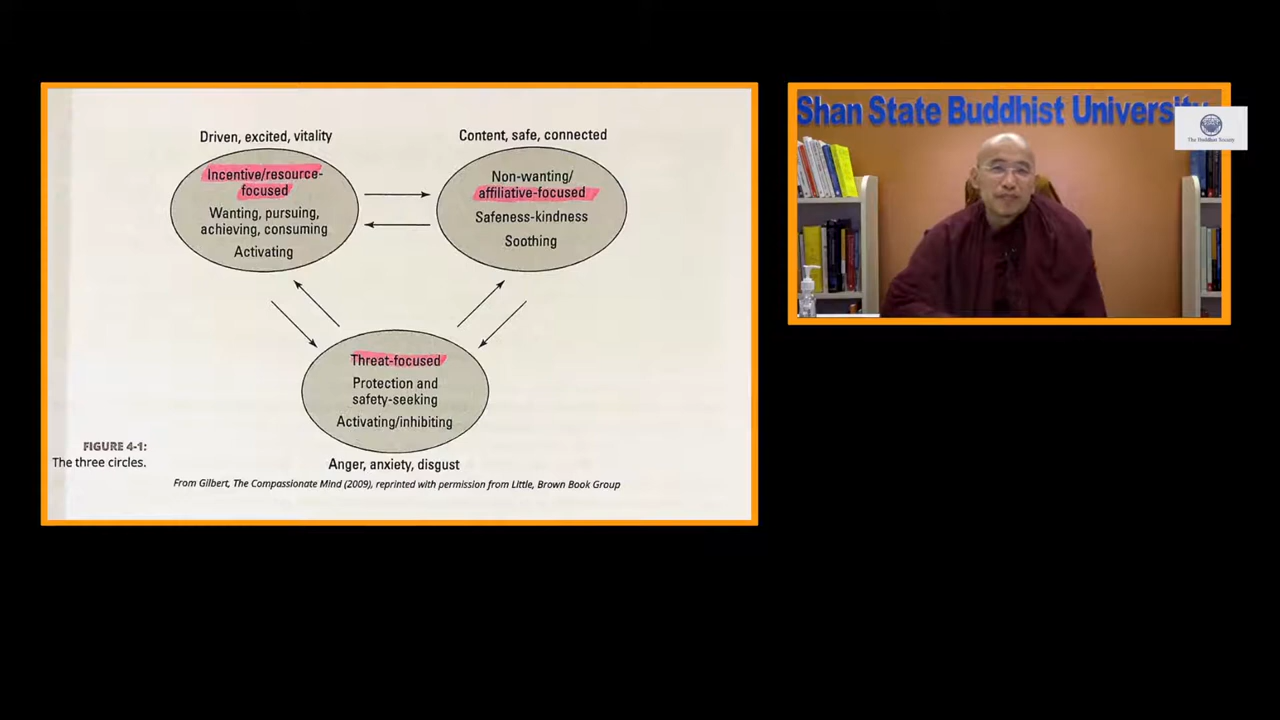 Driven, excited, vitality
Incentive/resource-
focused
Wanting, pursuing,
achieving, consuming
Activating
Content, safe, connected
Non-wanting/
affiliative-focused
Safeness-kindness
Soothing
Threat-focused
Protection and
safety-seeking
Activating/inhibiting
Anger, anxiety, disgust
FIGURE 4-1:
The three circles.
From Gilbert, The Compassionate Mind (2009), reprinted with permission from Little, Brown Book Group
Shan State Buddhist University
The Buddhist Society